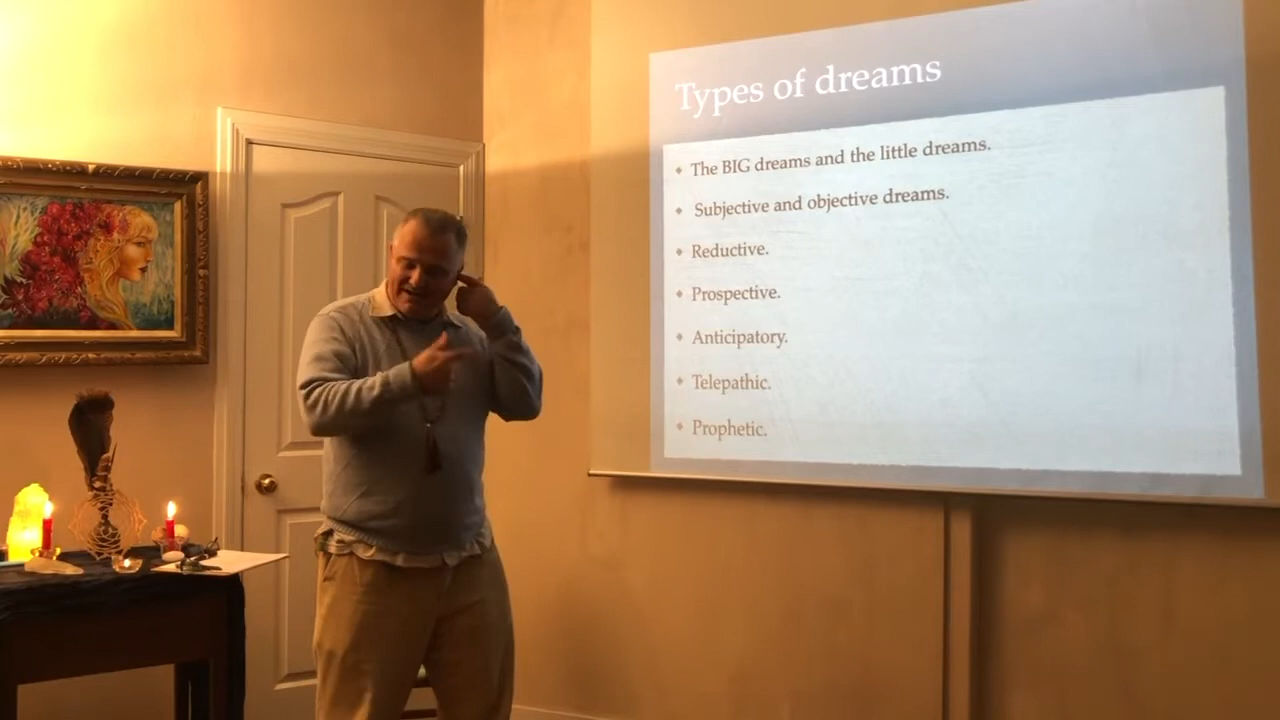 Types of dreams
The BIG dreams and the little dreams.
Subjective and objective dreams.
Reductive.
Prospective.
Anticipatory.
Telepathic.
Prophetic.